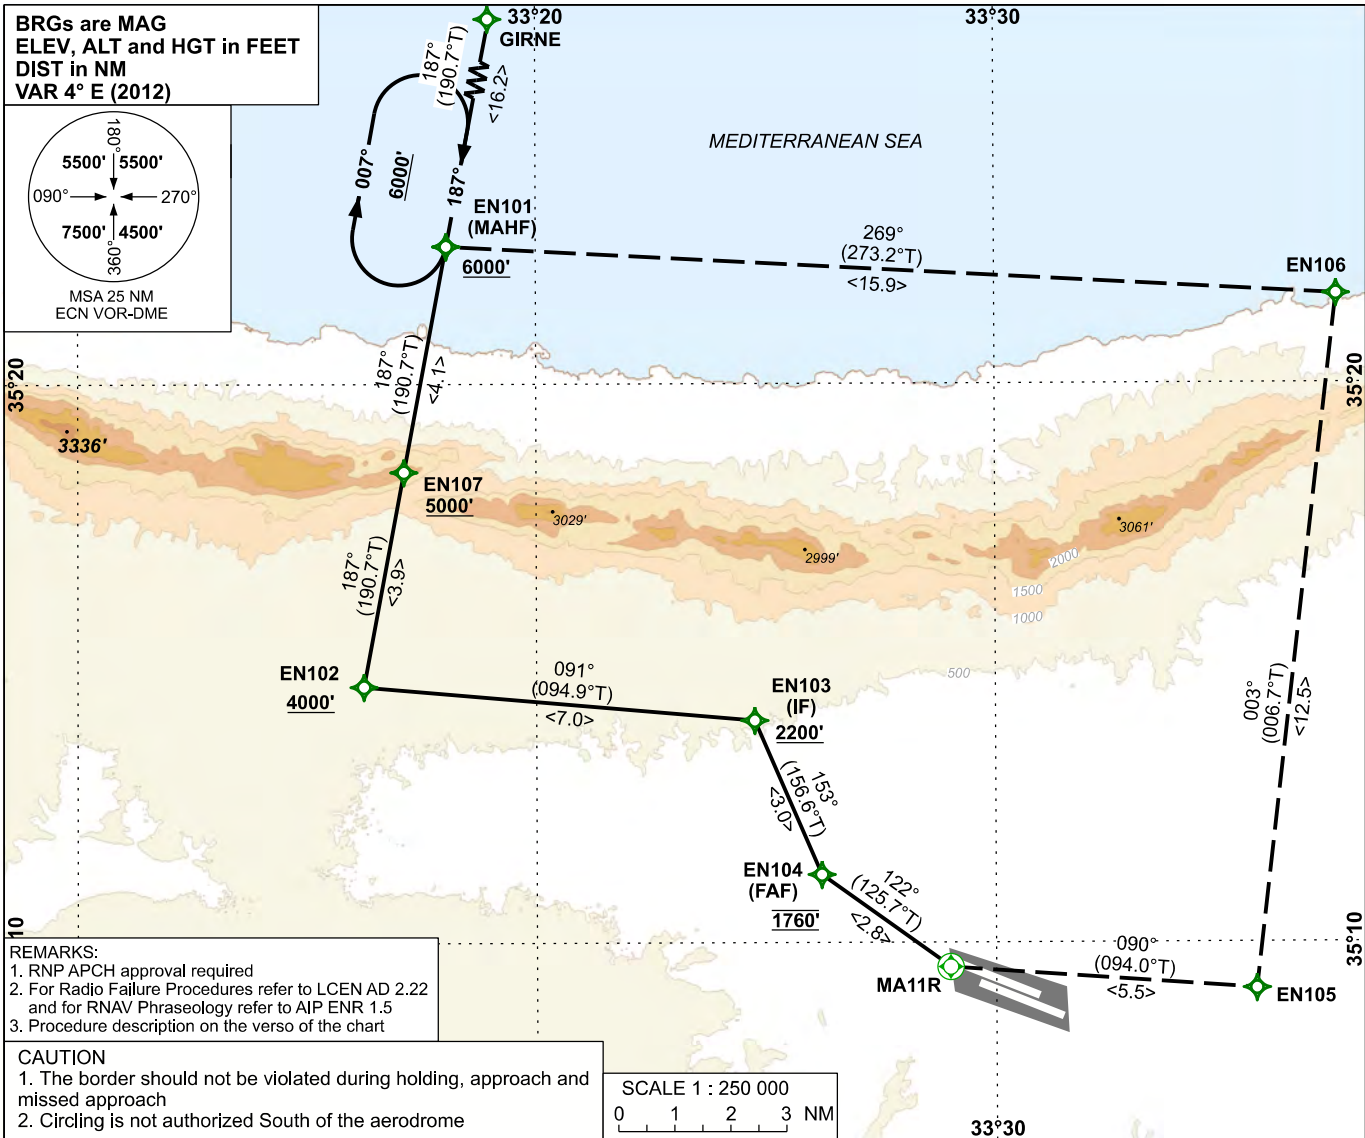 BRGs are MAG
ELEV, ALT and HGT in FEET
DIST in NM
VAR 4° E (2012)
180°
5500' 5500'
090° 270°
7500' 4500'
360°
MSA 25 NM
ECN VOR-DME
33°20
33°30
GIRNE
187°
(190.7°T)
<16.2>
007°
6000'
187°
MEDITERRANEAN SEA
EN101
(MAHF)
6000'
269°
(273.2°T)
<15.9>
EN106
35°20
35°20
187°
(190.7°T)
<4.1>
3336'
EN107
5000'
3029'
2999'
3061'
2000
1500
1000
500
187°
(190.7°T)
<3.9>
EN102
4000'
091°
(094.9°T)
<7.0>
EN103
(IF)
2200'
003°
(006.7°T)
<12.5>
153°
(156.6°T)
<3.0>
EN104
(FAF)
1760'
122°
(125.7°T)
<2.8>
10
35°10
MA11R
090°
(094.0°T)
<5.5>
EN105
REMARKS:
1. RNP APCH approval required
2. For Radio Failure Procedures refer to LCEN AD 2.22
and for RNAV Phraseology refer to AIP ENR 1.5
3. Procedure description on the verso of the chart
CAUTION
1. The border should not be violated during holding, approach and
missed approach
2. Circling is not authorized South of the aerodrome
SCALE 1 : 250 000
0 1 2 3 NM
33°30